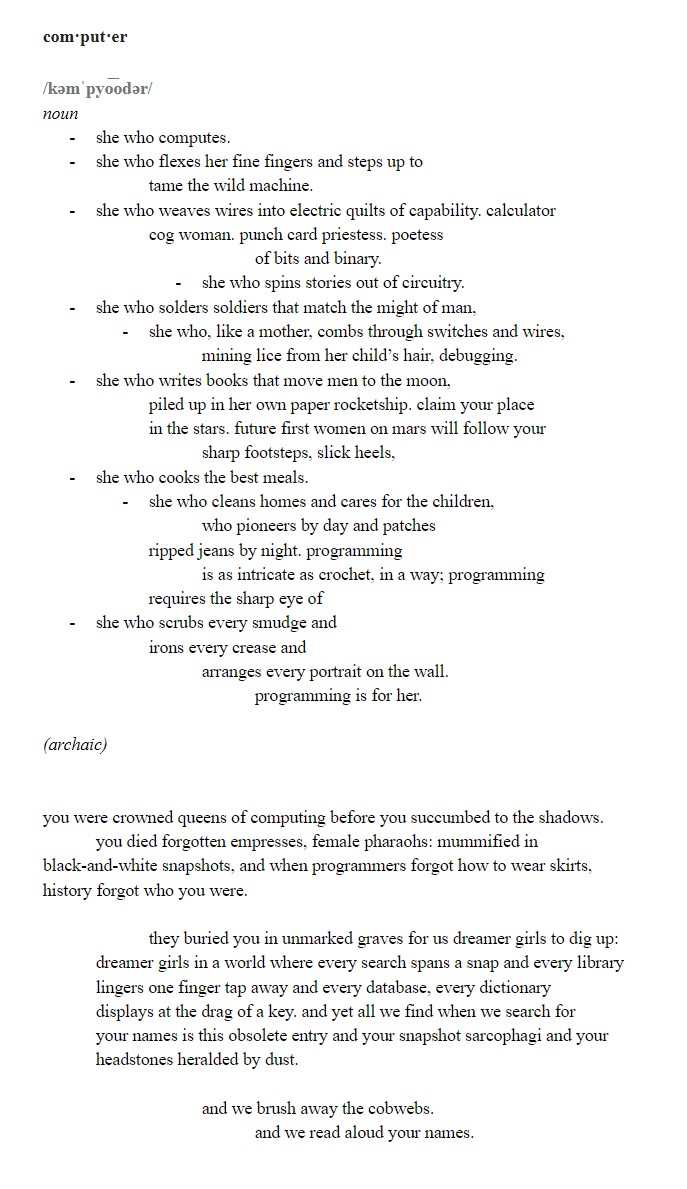 com·put·er
/kəmˈpyo͞odər/
noun
- she who computes.
- she who flexes her fine fingers and steps up to
tame the wild machine.
- she who weaves wires into electric quilts of capability. calculator
cog woman. punch card priestess. poetess
of bits and binary.
- she who spins stories out of circuitry.
- she who solders soldiers that match the might of man,
- she who, like a mother, combs through switches and wires,
mining lice from her child’s hair, debugging.
- she who writes books that move men to the moon,
piled up in her own paper rocketship. claim your place
in the stars. future first women on mars will follow your
sharp footsteps, slick heels,
- she who cooks the best meals.
- she who cleans homes and cares for the children,
who pioneers by day and patches
ripped jeans by night. programming
is as intricate as crochet, in a way; programming
requires the sharp eye of
- she who scrubs every smudge and
irons every crease and
arranges every portrait on the wall.
programming is for her.
(archaic)
you were crowned queens of computing before you succumbed to the shadows.
you died forgotten empresses, female pharaohs: mummified in
black-and-white snapshots, and when programmers forgot how to wear skirts,
history forgot who you were.
they buried you in unmarked graves for us dreamer girls to dig up:
dreamer girls in a world where every search spans a snap and every library
lingers one finger tap away and every database, every dictionary
displays at the drag of a key. and yet all we find when we search for
your names is this obsolete entry and your snapshot sarcophagi and your
headstones heralded by dust.
and we brush away the cobwebs.
and we read aloud your names.